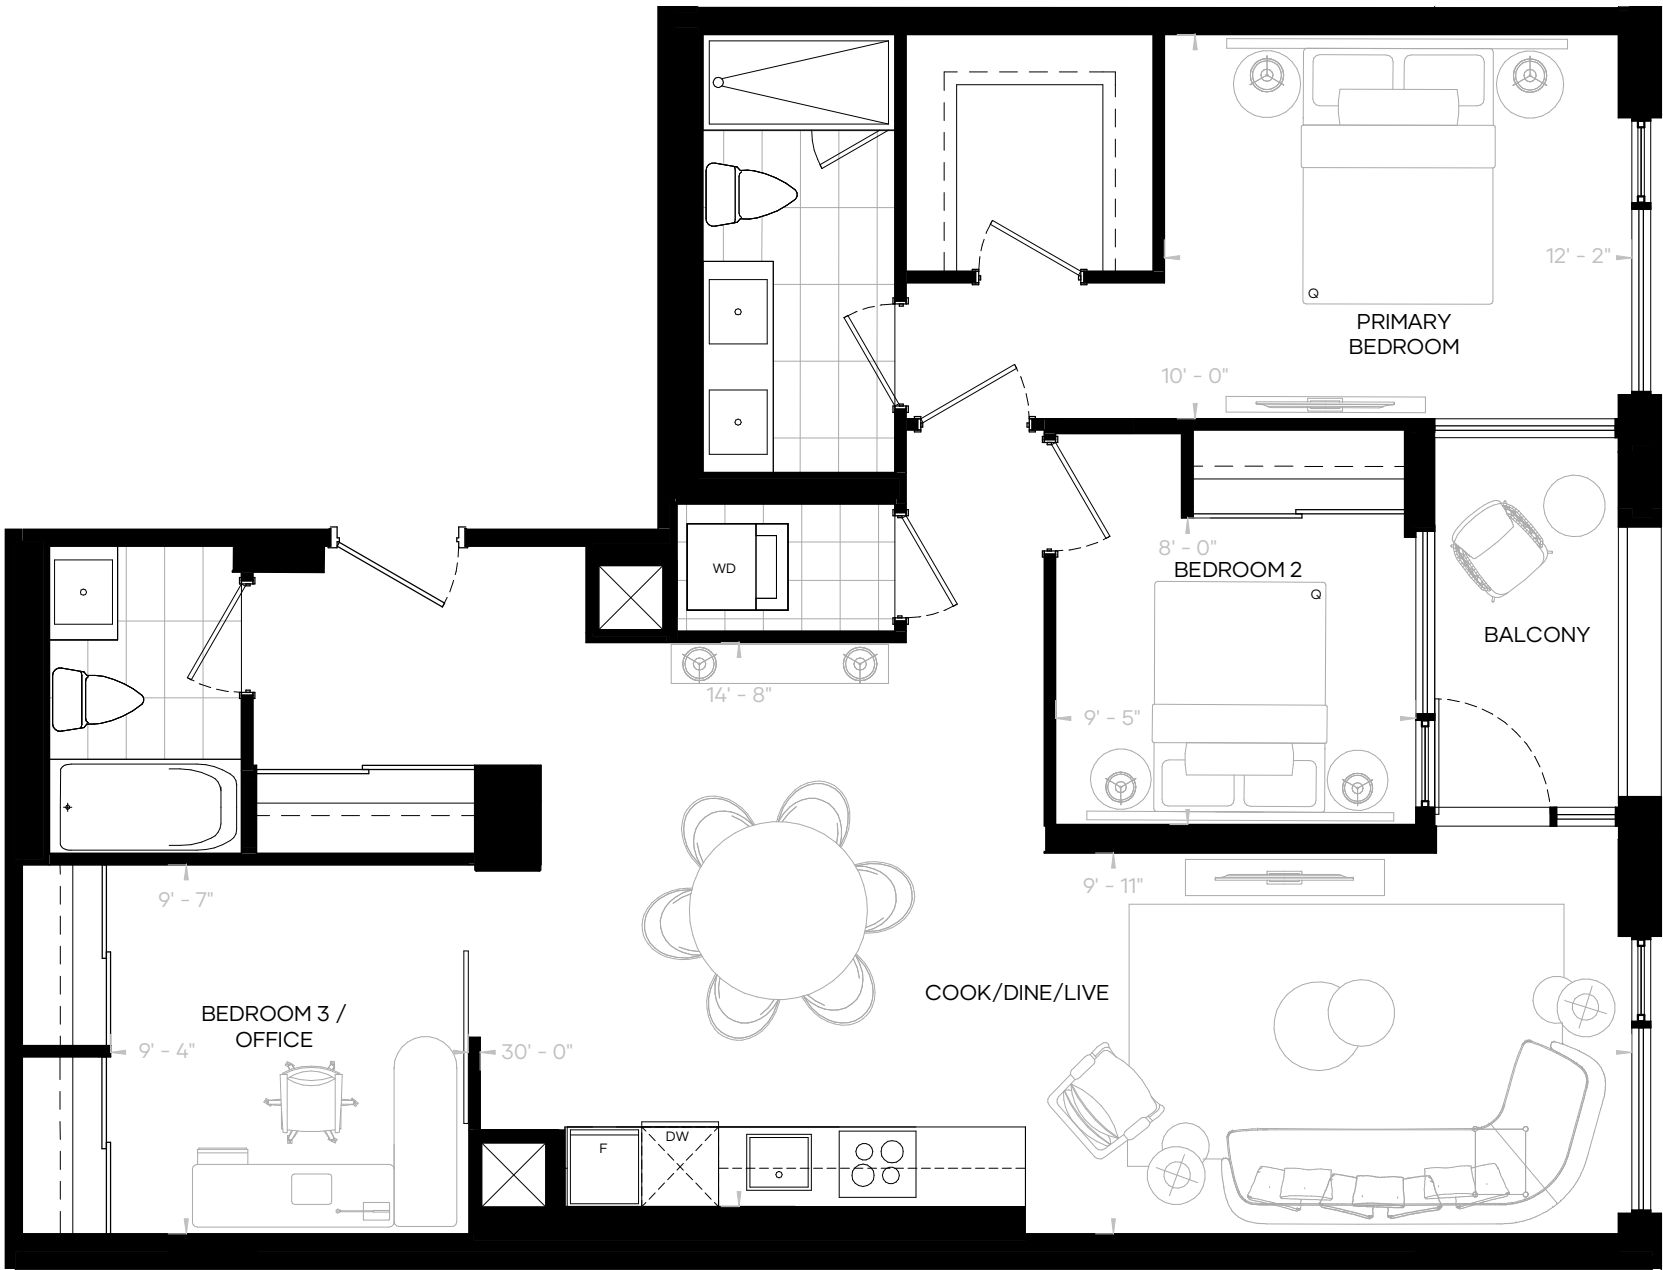 12' - 2"
Q
PRIMARY
BEDROOM
10' - 0"
8' - 0"
WD
BEDROOM 2
Q
BALCONY
14' - 8"
9' - 5"
9' - 7"
9' - 11"
COOK/DINE/LIVE
BEDROOM 3 /
OFFICE
9' - 4"
30' - 0"
F
DW